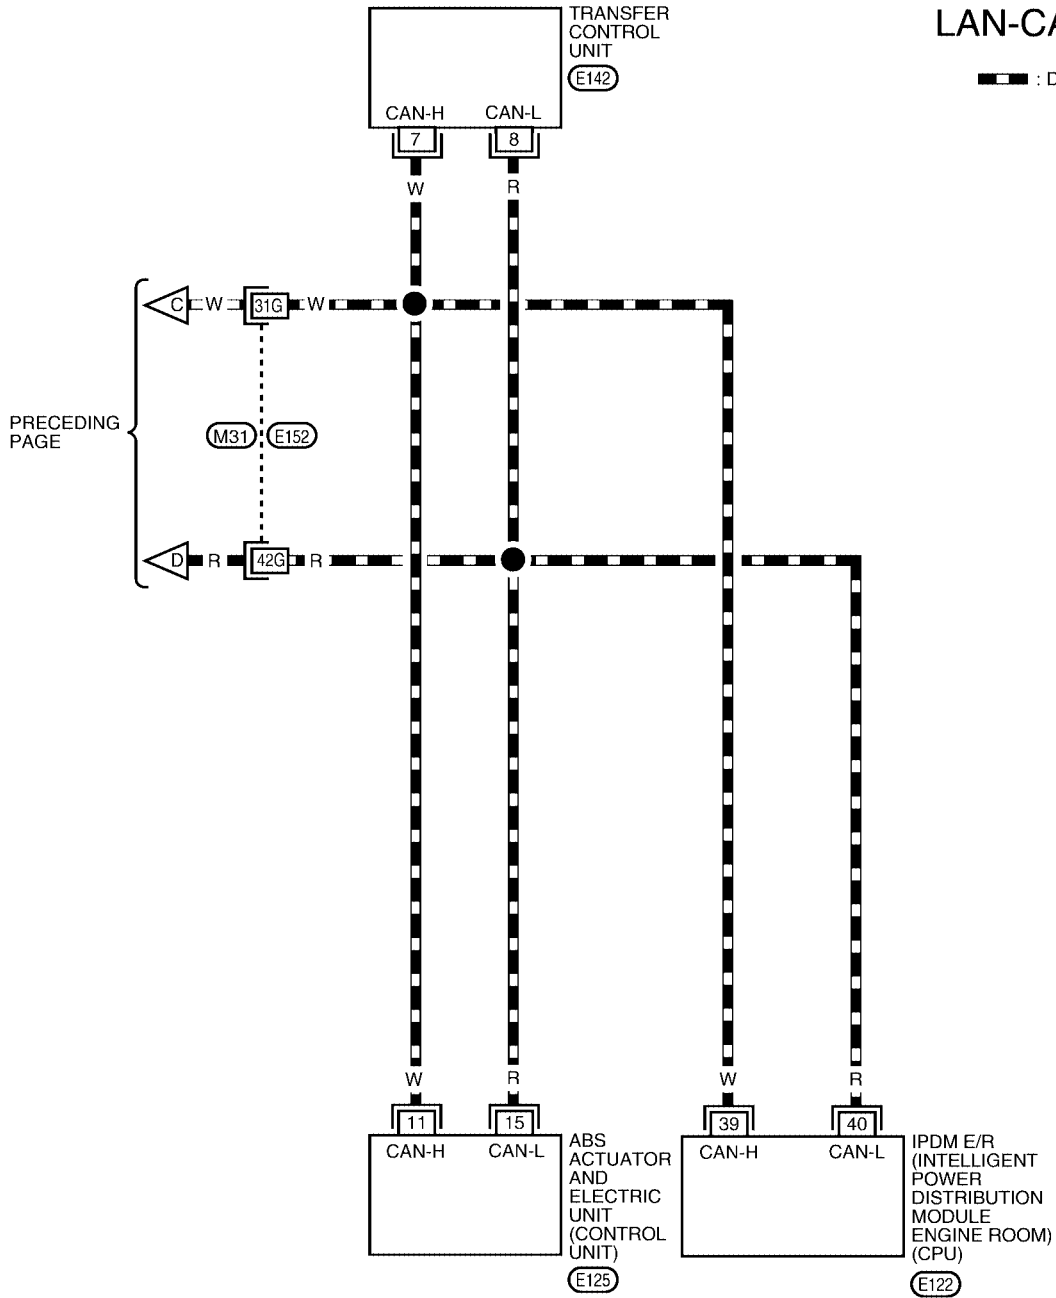 TRANSFER
CONTROL
UNIT
E142
LAN-CA
: D
CAN-H CAN-L
7 8
W R
C W 31G W
PRECEDING
PAGE
M31 E152
D R 42G R
W R W R
11 15 39 40
CAN-H CAN-L CAN-H CAN-L
ABS
ACTUATOR
AND
ELECTRIC
UNIT
(CONTROL
UNIT)
E125
IPDM E/R
(INTELLIGENT
POWER
DISTRIBUTION
MODULE
ENGINE ROOM)
(CPU)
E122